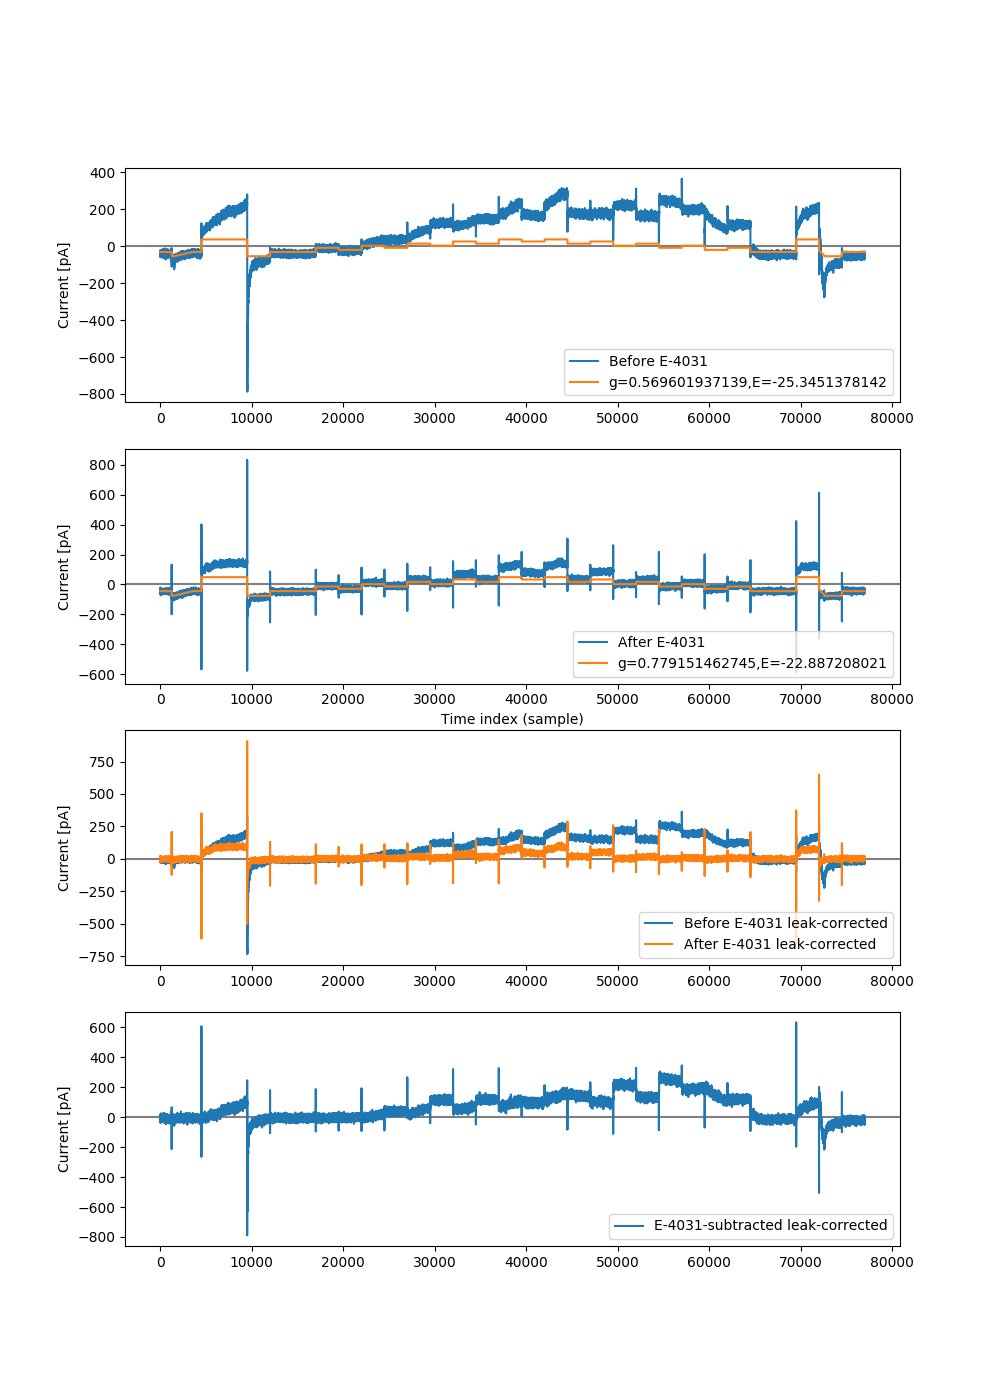 400
200
0
−200
−400
−600
−800
Current [pA]
Before E-4031
g=0.569601937139,E=-25.3451378142
0 10000 20000 30000 40000 50000 60000 70000 80000
800
600
400
200
0
−200
−400
−600
Current [pA]
After E-4031
g=0.779151462745,E=-22.887208021
0 10000 20000 30000 40000 50000 60000 70000 80000
Time index (sample)
750
500
250
0
−250
−500
−750
Current [pA]
Before E-4031 leak-corrected
After E-4031 leak-corrected
0 10000 20000 30000 40000 50000 60000 70000 80000
600
400
200
0
−200
−400
−600
−800
Current [pA]
E-4031-subtracted leak-corrected
0 10000 20000 30000 40000 50000 60000 70000 80000